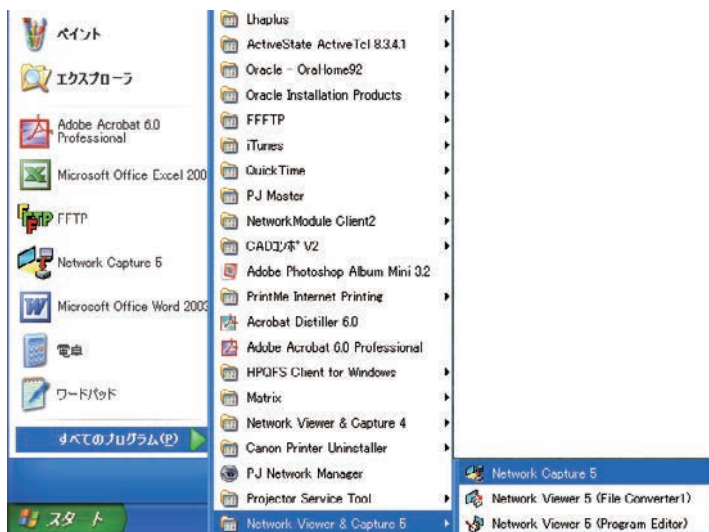 ペイント
エクスプローラ
Adobe Acrobat 6.0
Professional
Microsoft Office Excel 200
FFTP
Network Capture 5
Microsoft Office Word 2003
電卓
ワードパッド
すべてのプログラム(P)
スタート
Lhaplus
ActiveState ActiveTcl 8.3.4.1
Oracle - OraHome92
Oracle Installation Products
FFFTP
iTunes
QuickTime
PJ Master
NetworkModule Client2
CADコンポ V2
Adobe Photoshop Album Mini 3.2
PrintMe Internet Printing
Acrobat Distiller 6.0
Adobe Acrobat 6.0 Professional
HPQFS Client for Windows
Matrix
Network Viewer & Capture 4
Canon Printer Uninstaller
PJ Network Manager
Projector Service Tool
Network Viewer & Capture 5
Network Capture 5
Network Viewer 5 (File Converter1)
Network Viewer 5 (Program Editor)